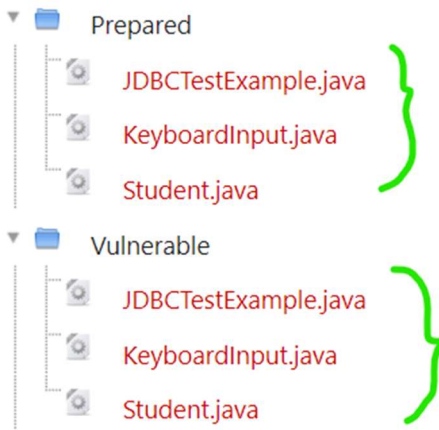 Prepared
JDBCTestExample.java
KeyboardInput.java
Student.java
Vulnerable
JDBCTestExample.java
KeyboardInput.java
Student.java